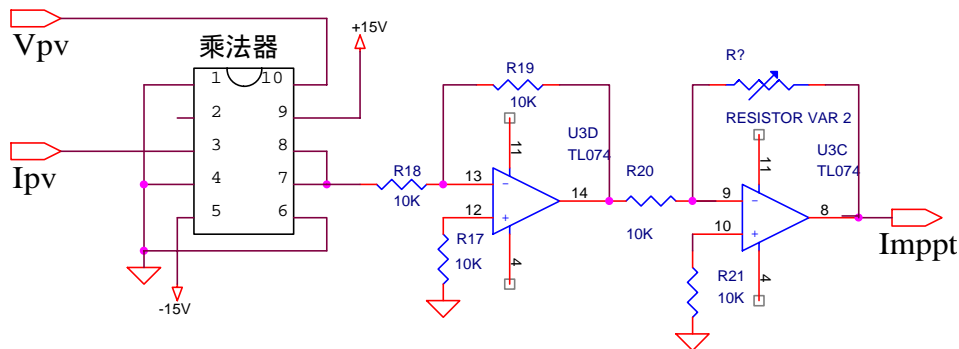 Vpv
乘法器
+15V
1 10
2 9
3 8
4 7
5 6
Ipv
-15V
R18
10K
R19
10K
11
13
12
14
4
U3D
TL074
R17
10K
R20
10K
R?
RESISTOR VAR 2
11
9
10
8
4
U3C
TL074
R21
10K
Imppt